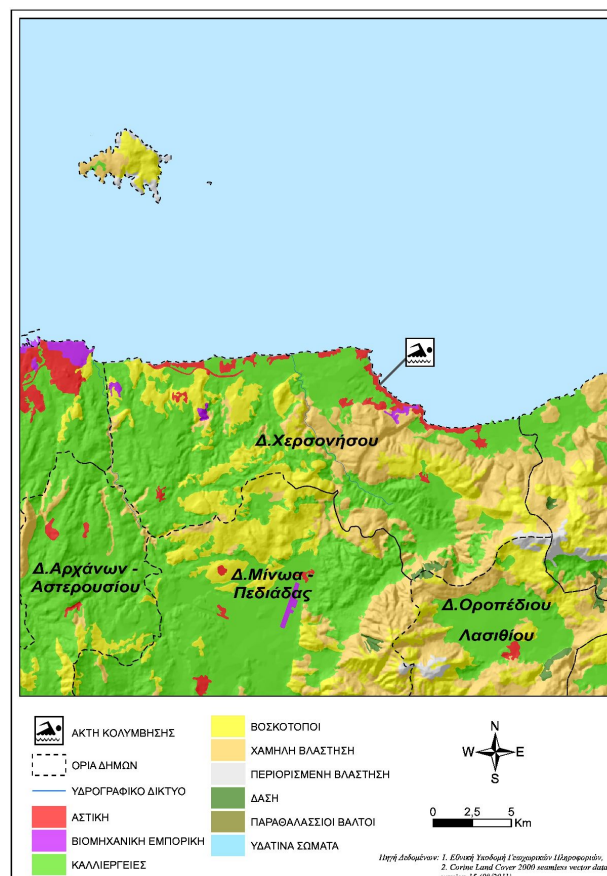 Δ.Χερσονήσου
Δ.Αρχάνων -
Αστερουσίου
Δ.Μίνωα -
Πεδιάδας
Δ.Οροπέδιου
Λασιθίου
ΑΚΤΗ ΚΟΛΥΜΒΗΣΗΣ
ΟΡΙΑ ΔΗΜΩΝ
ΥΔΡΟΓΡΑΦΙΚΟ ΔΙΚΤΥΟ
ΑΣΤΙΚΗ
ΒΙΟΜΗΧΑΝΙΚΗ ΕΜΠΟΡΙΚΗ
ΚΑΛΛΙΕΡΓΕΙΕΣ
ΒΟΣΚΟΤΟΠΟΙ
ΧΑΜΗΛΗ ΒΛΑΣΤΗΣΗ
ΠΕΡΙΟΡΙΣΜΕΝΗ ΒΛΑΣΤΗΣΗ
ΔΑΣΗ
ΠΑΡΑΘΑΛΑΣΣΙΟΙ ΒΑΛΤΟΙ
ΥΔΑΤΙΝΑ ΣΩΜΑΤΑ
N
W E
S
0 2,5 5
Km
Πηγή Δεδομένων: 1. Εθνική Υποδομή Γεωχωρικών Πληροφοριών,
2. Corine Land Cover 2000 seamless vector data